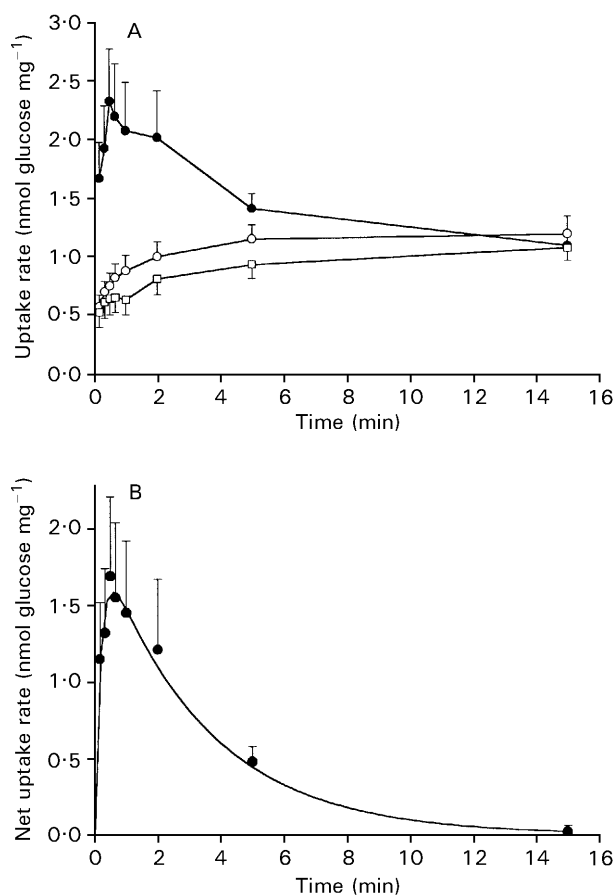 A
Uptake rate (nmol glucose mg⁻¹)
3·0
2·5
2·0
1·5
1·0
0·5
0·0
0 2 4 6 8 10 12 14 16
Time (min)
B
Net uptake rate (nmol glucose mg⁻¹)
2·0
1·5
1·0
0·5
0·0
0 2 4 6 8 10 12 14 16
Time (min)